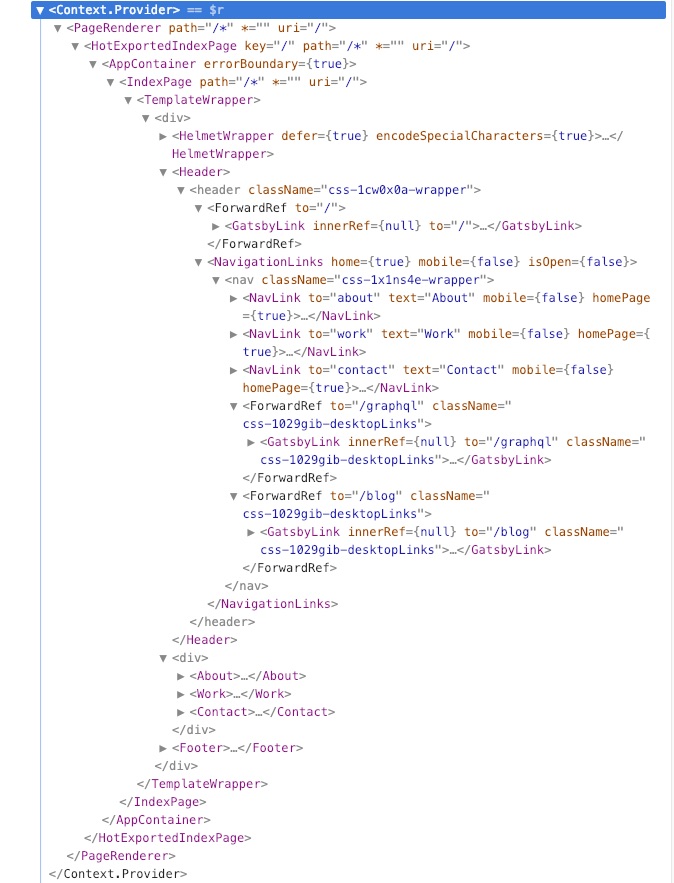 ▼ <Context.Provider> == $r
▼ <PageRenderer path="/*" *="" uri="/">
▼ <HotExportedIndexPage key="/" path="/*" *="" uri="/">
▼ <AppContainer errorBoundary={true}>
▼ <IndexPage path="/*" *="" uri="/">
▼ <TemplateWrapper>
▼ <div>
▶ <HelmetWrapper defer={true} encodeSpecialCharacters={true}>…</
HelmetWrapper>
▼ <Header>
▼ <header className="css-1cw0x0a-wrapper">
▼ <ForwardRef to="/">
▶ <GatsbyLink innerRef={null} to="/">…</GatsbyLink>
</ForwardRef>
▼ <NavigationLinks home={true} mobile={false} isOpen={false}>
▼ <nav className="css-1x1ns4e-wrapper">
▶ <NavLink to="about" text="About" mobile={false} homePage
={true}>…</NavLink>
▶ <NavLink to="work" text="Work" mobile={false} homePage={
true}>…</NavLink>
▶ <NavLink to="contact" text="Contact" mobile={false}
homePage={true}>…</NavLink>
▼ <ForwardRef to="/graphql" className="
css-1029gib-desktopLinks">
▶ <GatsbyLink innerRef={null} to="/graphql" className="
css-1029gib-desktopLinks">…</GatsbyLink>
</ForwardRef>
▼ <ForwardRef to="/blog" className="
css-1029gib-desktopLinks">
▶ <GatsbyLink innerRef={null} to="/blog" className="
css-1029gib-desktopLinks">…</GatsbyLink>
</ForwardRef>
</nav>
</NavigationLinks>
</header>
</Header>
▼ <div>
▶ <About>…</About>
▶ <Work>…</Work>
▶ <Contact>…</Contact>
</div>
▶ <Footer>…</Footer>
</div>
</TemplateWrapper>
</IndexPage>
</AppContainer>
</HotExportedIndexPage>
</PageRenderer>
</Context.Provider>